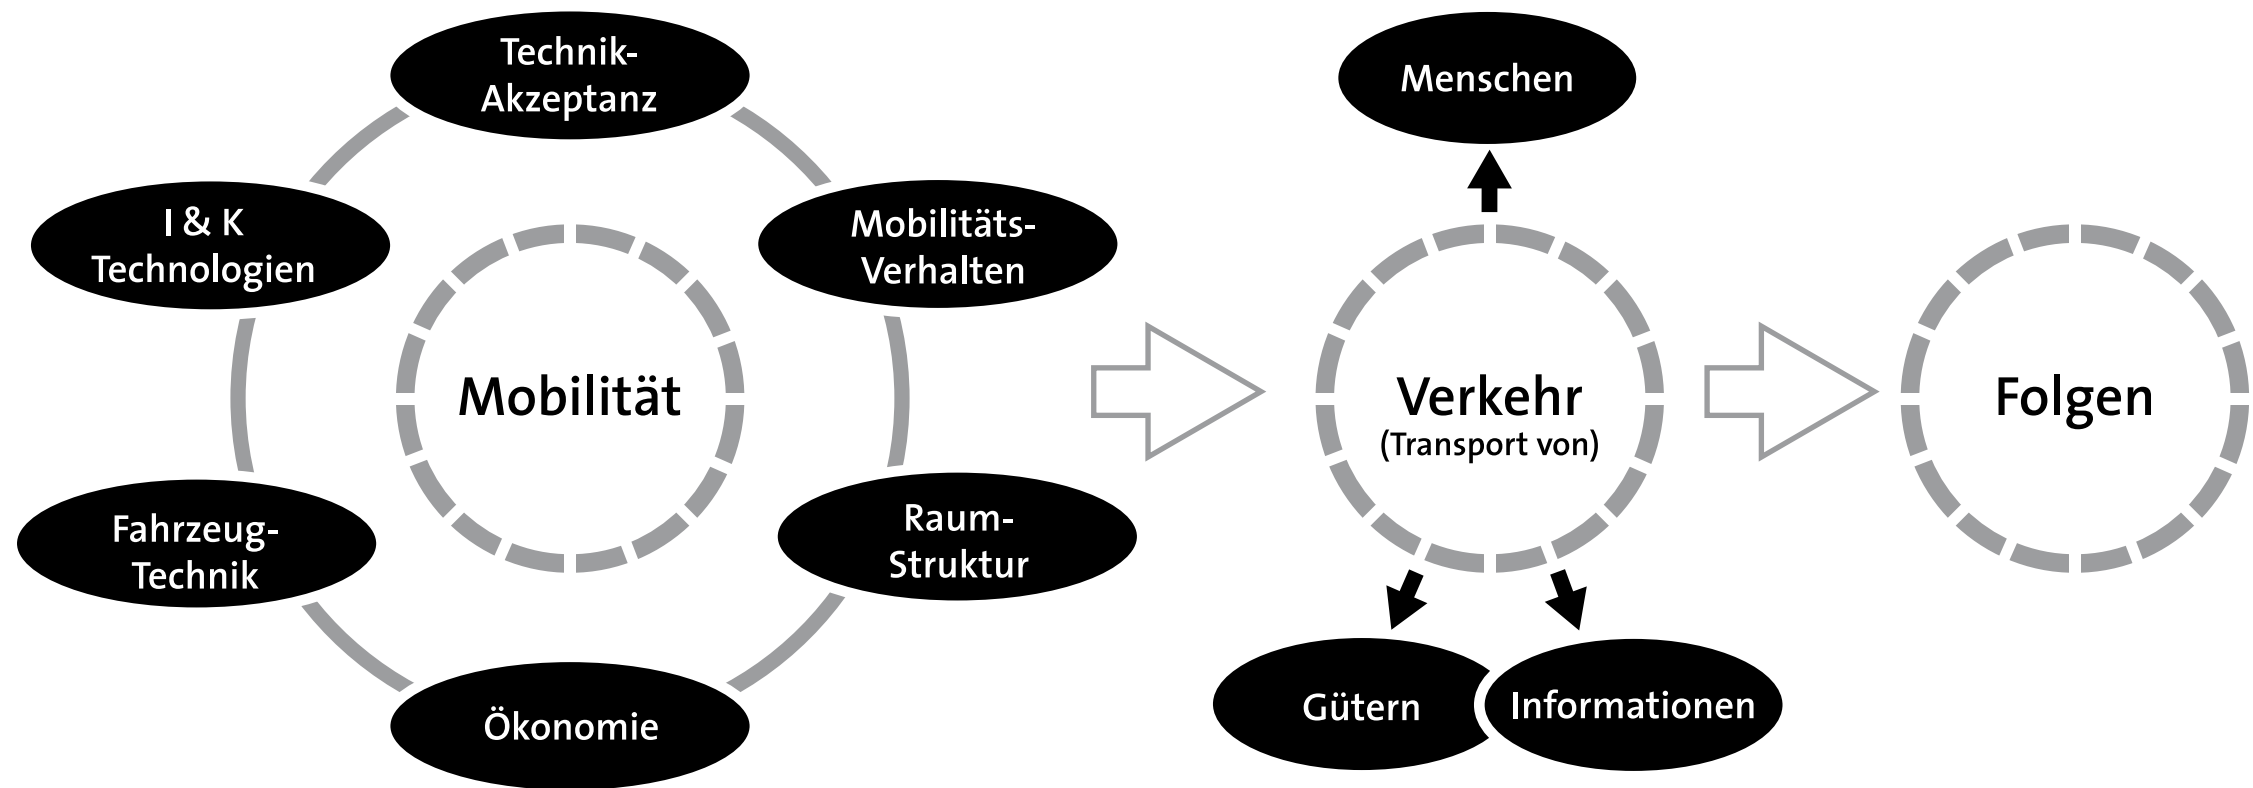 Technik-
Akzeptanz
I & K
Technologien
Mobilitäts-
Verhalten
Mobilität
Fahrzeug-
Technik
Raum-
Struktur
Ökonomie
Menschen
Verkehr
(Transport von)
Gütern
Informationen
Folgen